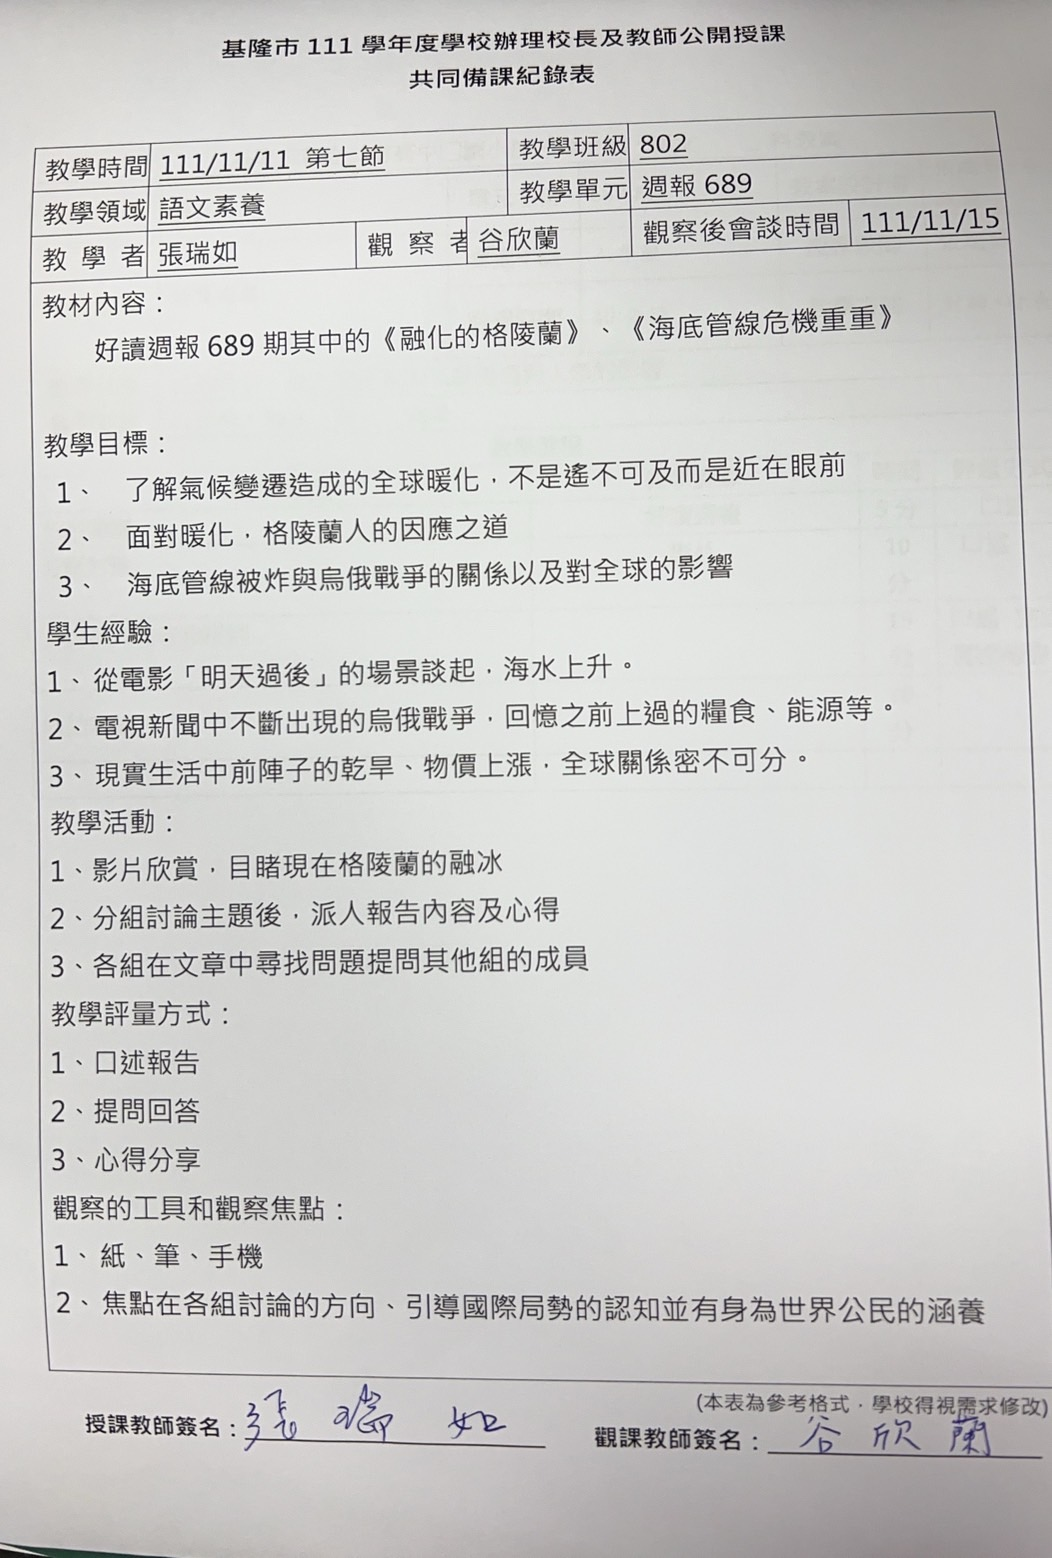 基隆市 111 學年度學校辦理校長及教師公開授課
共同備課紀錄表
教學時間 111/11/11 第七節 教學班級 802
教學領域 語文素養 教學單元 週報 689
教學者 張瑞如 觀察者 谷欣蘭 觀察後會談時間 111/11/15
教材內容：
好讀週報 689 期其中的《融化的格陵蘭》、《海底管線危機重重》
教學目標：
1、 了解氣候變遷造成的全球暖化，不是遙不可及而是近在眼前
2、 面對暖化，格陵蘭人的因應之道
3、 海底管線被炸與烏俄戰爭的關係以及對全球的影響
學生經驗：
1、從電影「明天過後」的場景談起，海水上升。
2、電視新聞中不斷出現的烏俄戰爭，回憶之前上過的糧食、能源等。
3、現實生活中前陣子的乾旱、物價上漲，全球關係密不可分。
教學活動：
1、影片欣賞，目睹現在格陵蘭的融冰
2、分組討論主題後，派人報告內容及心得
3、各組在文章中尋找問題提問其他組的成員
教學評量方式：
1、口述報告
2、提問回答
3、心得分享
觀察的工具和觀察焦點：
1、紙、筆、手機
2、焦點在各組討論的方向、引導國際局勢的認知並有身為世界公民的涵養
(本表為參考格式，學校得視需求修改)
授課教師簽名：張瑞如 觀課教師簽名：谷欣蘭